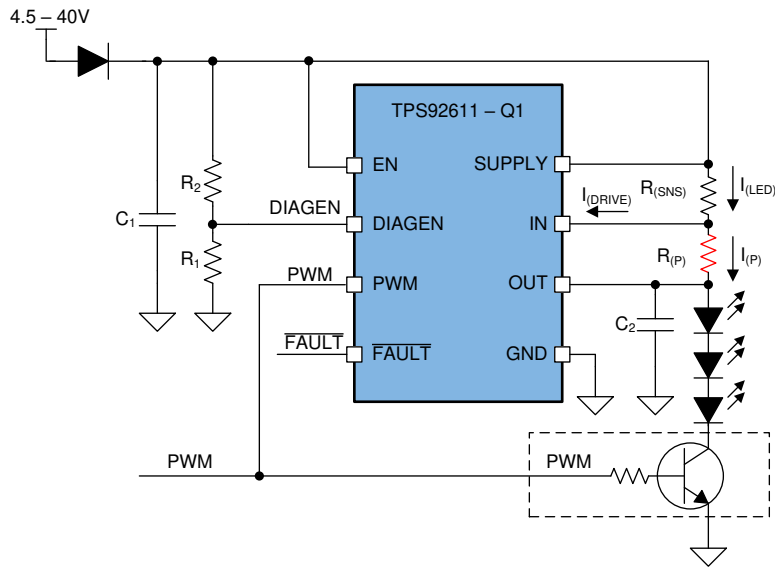 4.5 – 40V
TPS92611 – Q1
EN
SUPPLY
R2
R(SNS)
I(LED)
I(DRIVE)
C1
DIAGEN
DIAGEN
IN
R1
R(P)
I(P)
PWM
PWM
OUT
C2
FAULT
FAULT
GND
PWM
PWM